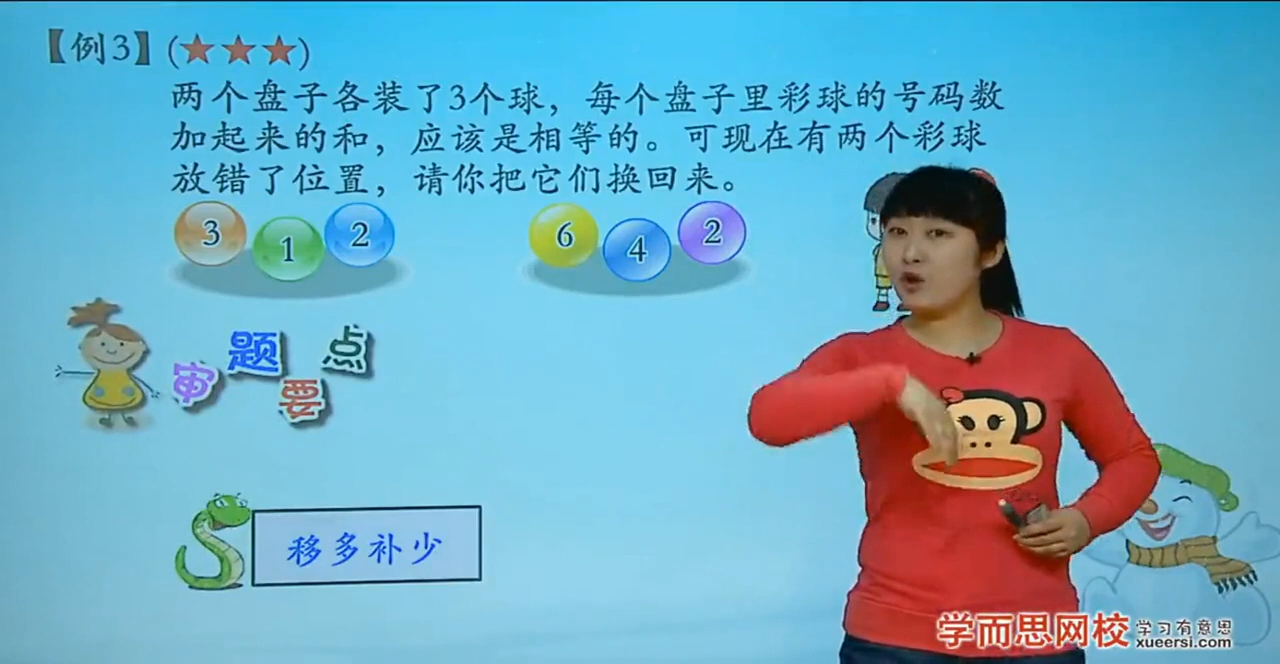 【例3】(★★★)
两个盘子各装了3个球，每个盘子里彩球的号码数
加起来的和，应该是相等的。可现在有两个彩球
放错了位置，请你把它们换回来。
3 1 2 6 4 2
审题要点
移多补少
学而思网校 学习有意思
xueersi.com